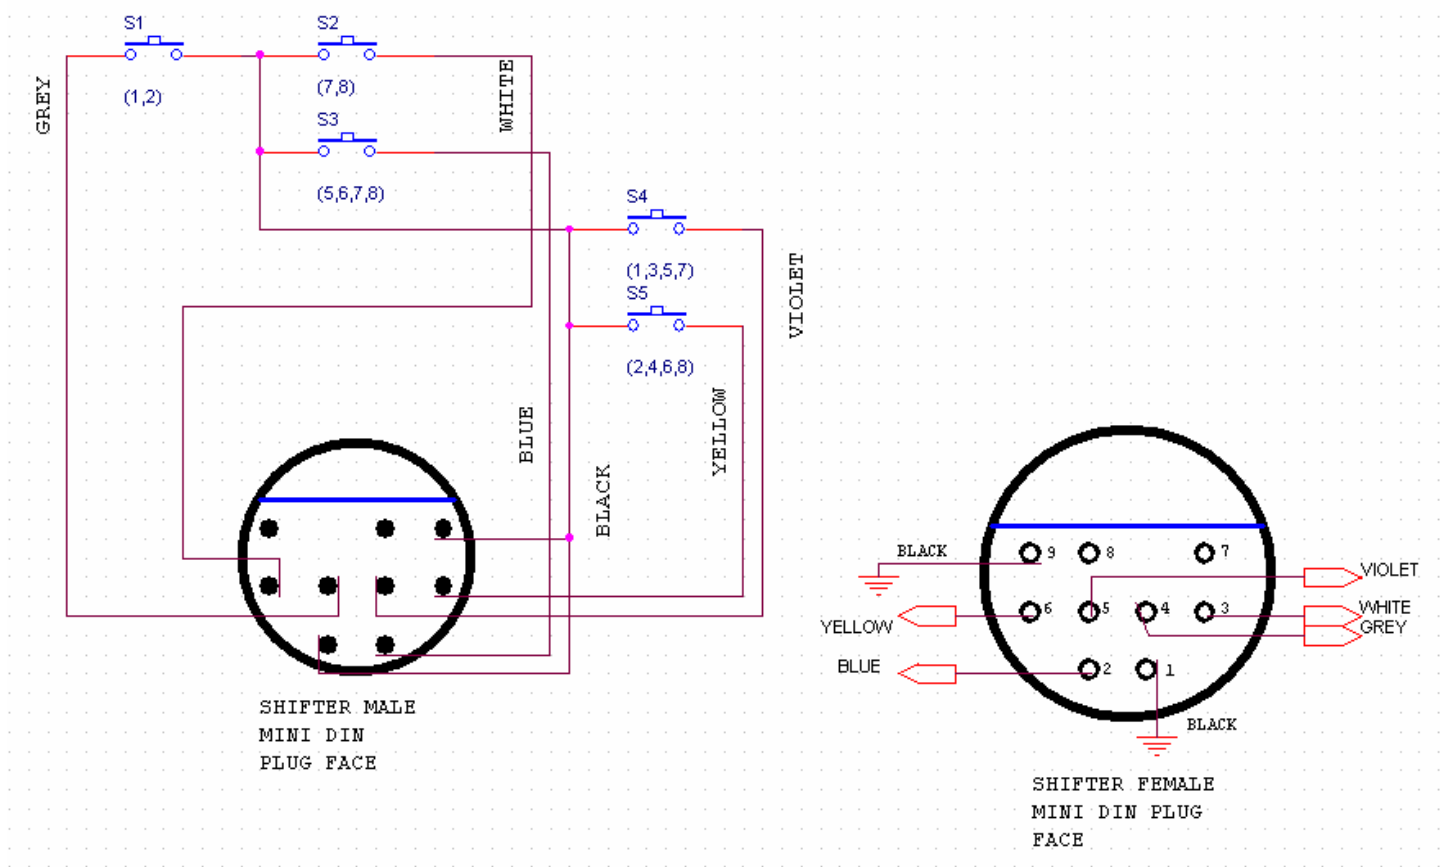 S1
S2
(1,2)
(7,8)
GREY
WHITE
S3
(5,6,7,8)
S4
(1,3,5,7)
VIOLET
S5
(2,4,6,8)
BLUE
BLACK
YELLOW
SHIFTER MALE
MINI DIN
PLUG FACE
BLACK
9
8
7
VIOLET
6
5
4
3
WHITE
YELLOW
GREY
BLUE
2
1
BLACK
SHIFTER FEMALE
MINI DIN PLUG
FACE